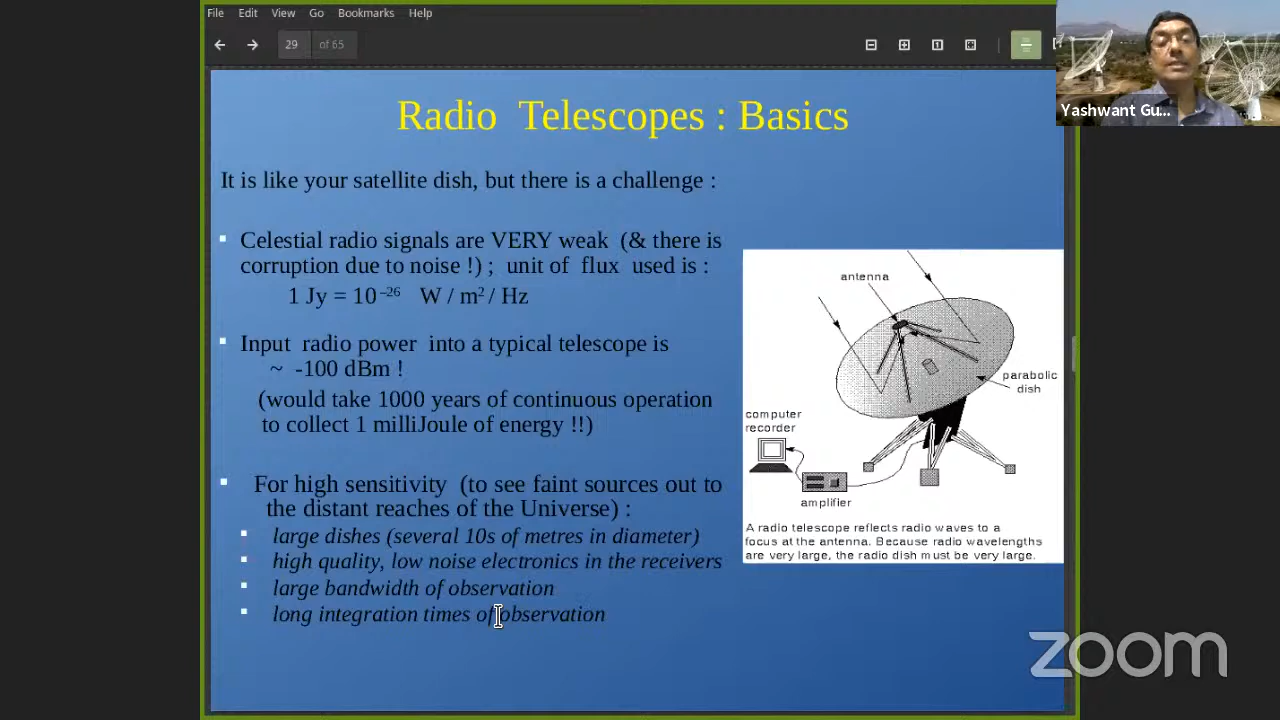 File Edit View Go Bookmarks Help
29 of 65
Yashwant Gu...
Radio Telescopes : Basics
It is like your satellite dish, but there is a challenge :
Celestial radio signals are VERY weak (& there is
corruption due to noise !) ; unit of flux used is :
1 Jy = 10⁻²⁶ W / m² / Hz
Input radio power into a typical telescope is
~ -100 dBm !
(would take 1000 years of continuous operation
to collect 1 milliJoule of energy !!)
For high sensitivity (to see faint sources out to
the distant reaches of the Universe) :
large dishes (several 10s of metres in diameter)
high quality, low noise electronics in the receivers
large bandwidth of observation
long integration times of observation
antenna
parabolic
dish
computer
recorder
amplifier
A radio telescope reflects radio waves to a
focus at the antenna. Because radio wavelengths
are very large, the radio dish must be very large.
zoom